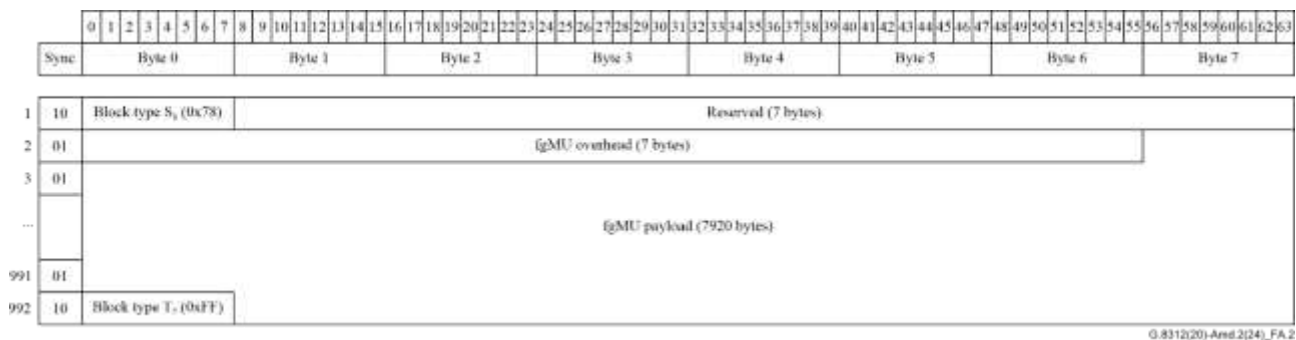 0 1 2 3 4 5 6 7 8 9 10 11 12 13 14 15 16 17 18 19 20 21 22 23 24 25 26 27 28 29 30 31 32 33 34 35 36 37 38 39 40 41 42 43 44 45 46 47 48 49 50 51 52 53 54 55 56 57 58 59 60 61 62 63
Sync Byte 0 Byte 1 Byte 2 Byte 3 Byte 4 Byte 5 Byte 6 Byte 7
1 10 Block type S₀ (0x78) Reserved (7 bytes)
2 01 fgMU overhead (7 bytes)
3 01
... fgMU payload (7920 bytes)
991 01
992 10 Block type T₇ (0xFF)
G.8312(20)-Amd.2(24)_FA.2